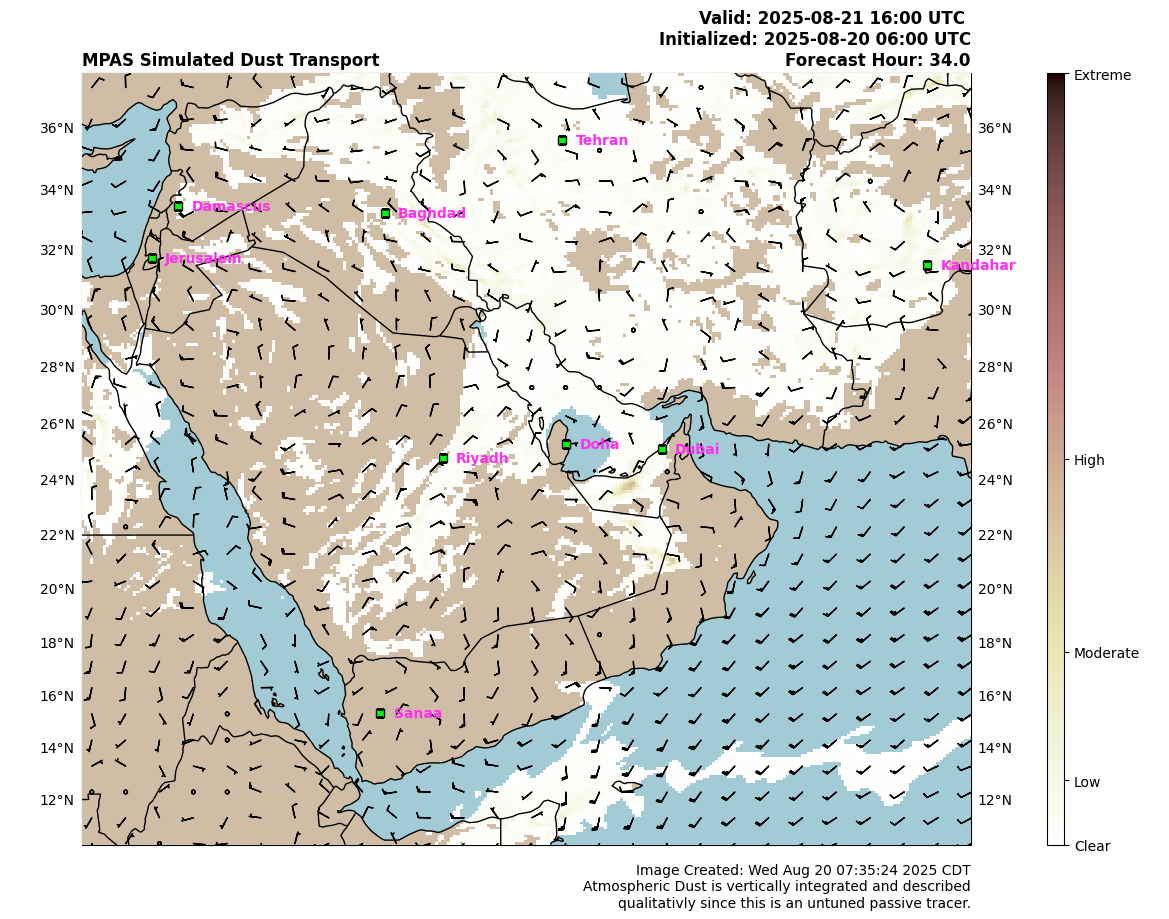 Valid: 2025-08-21 16:00 UTC
Initialized: 2025-08-20 06:00 UTC
MPAS Simulated Dust Transport
Forecast Hour: 34.0
Extreme
36°N
36°N
Tehran
34°N
34°N
Damascus
Baghdad
32°N
32°N
Jerusalem
Kandahar
30°N
30°N
28°N
28°N
26°N
26°N
Doha
Dubai
Riyadh
High
24°N
24°N
22°N
22°N
20°N
20°N
18°N
18°N
Moderate
16°N
16°N
Sanaa
14°N
14°N
Low
12°N
12°N
Clear
Image Created: Wed Aug 20 07:35:24 2025 CDT
Atmospheric Dust is vertically integrated and described
qualitativly since this is an untuned passive tracer.